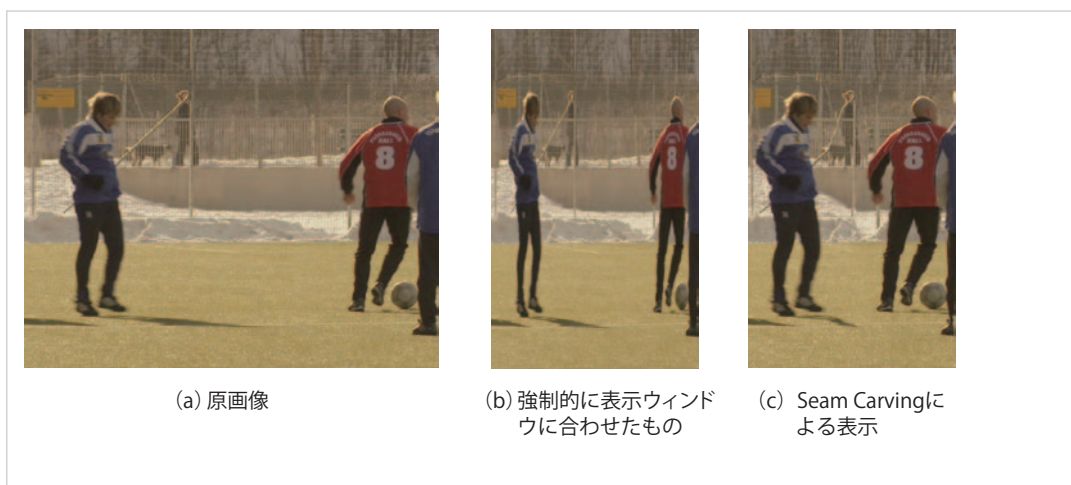 8
8
8
(a) 原画像
(b) 強制的に表示ウィンド
ウに合わせたもの
(c) Seam Carvingに
よる表示